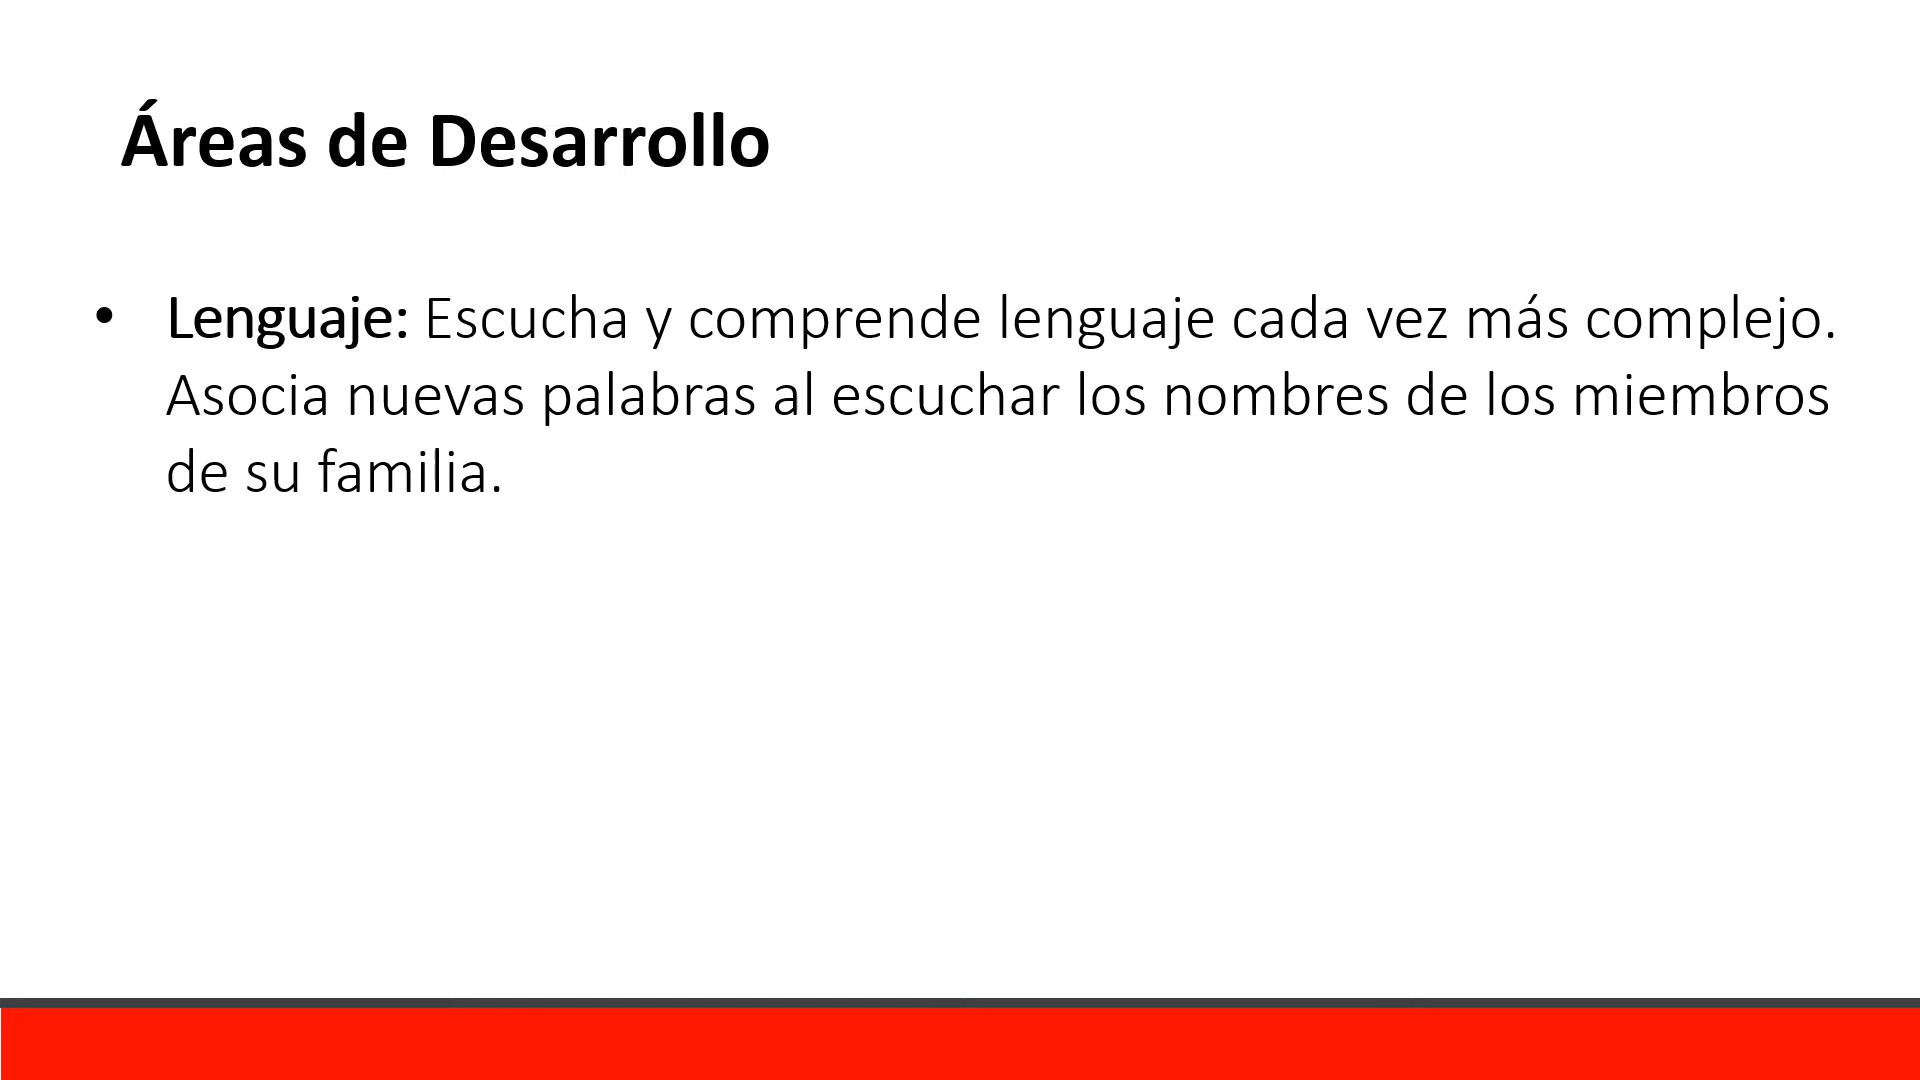 Áreas de Desarrollo
• Lenguaje: Escucha y comprende lenguaje cada vez más complejo.
Asocia nuevas palabras al escuchar los nombres de los miembros
de su familia.